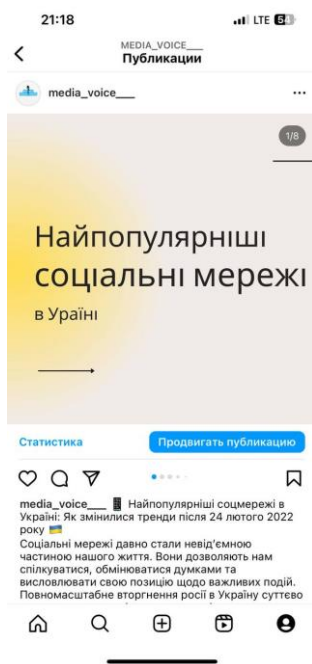 21:18
LTE 54
MEDIA_VOICE___
Публикации
media_voice___
1/8
Найпопулярніші
соціальні мережі
в Ураїні
Статистика
Продвигать публикацию
media_voice___ 📱 Найпопулярніші соцмережі в
Україні: Як змінилися тренди після 24 лютого 2022
року 🇺🇦
Соціальні мережі давно стали невід’ємною
частиною нашого життя. Вони дозволяють нам
спілкуватися, обмінюватися думками та
висловлювати свою позицію щодо важливих подій.
Повномасштабне вторгнення росії в Україну суттєво